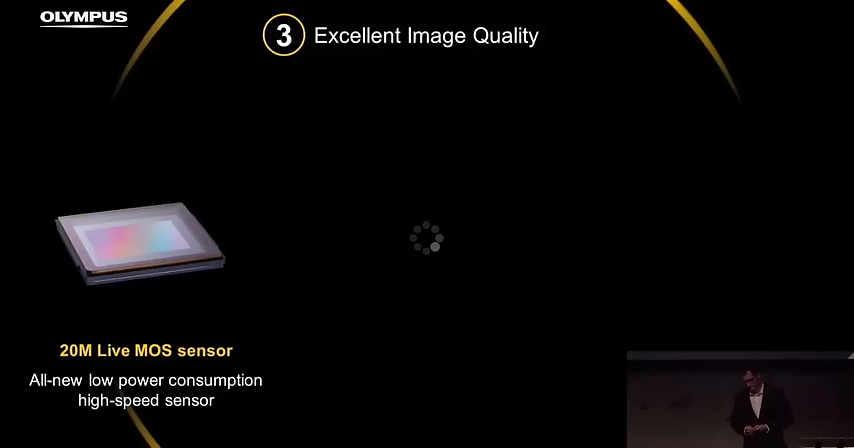 OLYMPUS
3 Excellent Image Quality
20M Live MOS sensor
All-new low power consumption
high-speed sensor